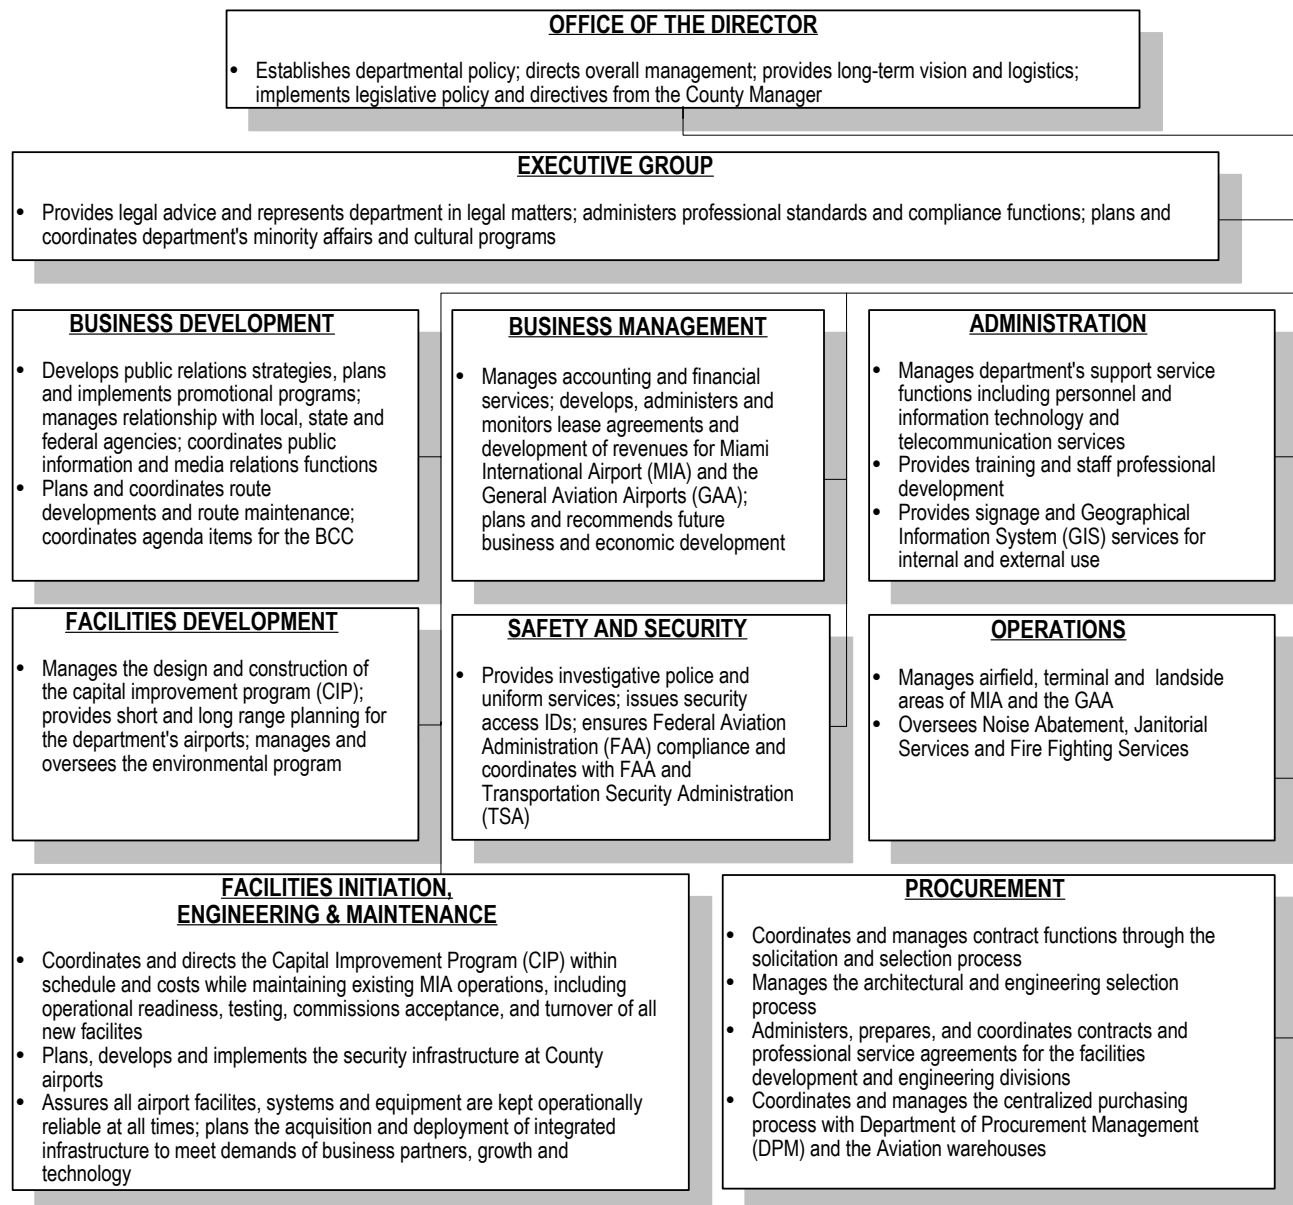 OFFICE OF THE DIRECTOR
• Establishes departmental policy; directs overall management; provides long-term vision and logistics;
implements legislative policy and directives from the County Manager
EXECUTIVE GROUP
• Provides legal advice and represents department in legal matters; administers professional standards and compliance functions; plans and
coordinates department's minority affairs and cultural programs
BUSINESS DEVELOPMENT
• Develops public relations strategies, plans
and implements promotional programs;
manages relationship with local, state and
federal agencies; coordinates public
information and media relations functions
• Plans and coordinates route
developments and route maintenance;
coordinates agenda items for the BCC
BUSINESS MANAGEMENT
• Manages accounting and financial
services; develops, administers and
monitors lease agreements and
development of revenues for Miami
International Airport (MIA) and the
General Aviation Airports (GAA);
plans and recommends future
business and economic development
ADMINISTRATION
• Manages department's support service
functions including personnel and
information technology and
telecommunication services
• Provides training and staff professional
development
• Provides signage and Geographical
Information System (GIS) services for
internal and external use
FACILITIES DEVELOPMENT
• Manages the design and construction of
the capital improvement program (CIP);
provides short and long range planning for
the department's airports; manages and
oversees the environmental program
SAFETY AND SECURITY
• Provides investigative police and
uniform services; issues security
access IDs; ensures Federal Aviation
Administration (FAA) compliance and
coordinates with FAA and
Transportation Security Administration
(TSA)
OPERATIONS
• Manages airfield, terminal and landside
areas of MIA and the GAA
• Oversees Noise Abatement, Janitorial
Services and Fire Fighting Services
FACILITIES INITIATION,
ENGINEERING & MAINTENANCE
• Coordinates and directs the Capital Improvement Program (CIP) within
schedule and costs while maintaining existing MIA operations, including
operational readiness, testing, commissions acceptance, and turnover of all
new facilites
• Plans, develops and implements the security infrastructure at County
airports
• Assures all airport facilites, systems and equipment are kept operationally
reliable at all times; plans the acquisition and deployment of integrated
infrastructure to meet demands of business partners, growth and
technology
PROCUREMENT
• Coordinates and manages contract functions through the
solicitation and selection process
• Manages the architectural and engineering selection
process
• Administers, prepares, and coordinates contracts and
professional service agreements for the facilities
development and engineering divisions
• Coordinates and manages the centralized purchasing
process with Department of Procurement Management
(DPM) and the Aviation warehouses